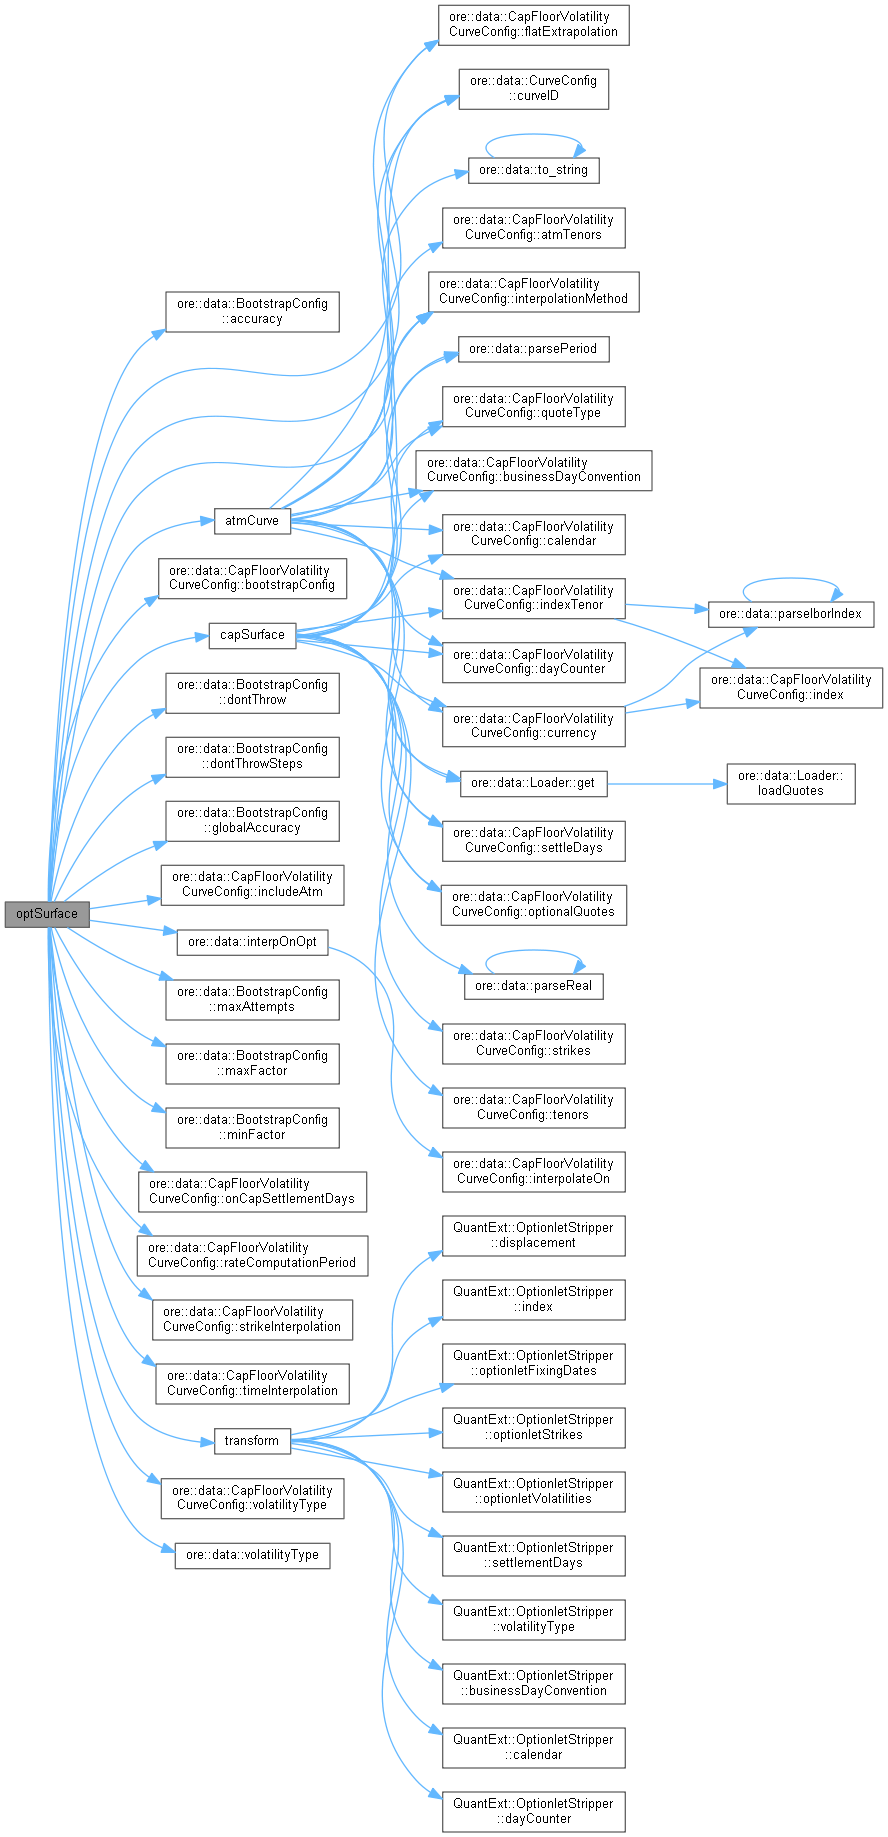 optSurface
ore::data::BootstrapConfig
::accuracy
atmCurve
ore::data::CapFloorVolatility
CurveConfig::bootstrapConfig
capSurface
ore::data::BootstrapConfig
::dontThrow
ore::data::BootstrapConfig
::dontThrowSteps
ore::data::BootstrapConfig
::globalAccuracy
ore::data::CapFloorVolatility
CurveConfig::includeAtm
ore::data::interpOnOpt
ore::data::BootstrapConfig
::maxAttempts
ore::data::BootstrapConfig
::maxFactor
ore::data::BootstrapConfig
::minFactor
ore::data::CapFloorVolatility
CurveConfig::onCapSettlementDays
ore::data::CapFloorVolatility
CurveConfig::rateComputationPeriod
ore::data::CapFloorVolatility
CurveConfig::strikeInterpolation
ore::data::CapFloorVolatility
CurveConfig::timeInterpolation
transform
ore::data::CapFloorVolatility
CurveConfig::volatilityType
ore::data::volatilityType
ore::data::CapFloorVolatility
CurveConfig::flatExtrapolation
ore::data::CurveConfig
::curveID
ore::data::to_string
ore::data::CapFloorVolatility
CurveConfig::atmTenors
ore::data::CapFloorVolatility
CurveConfig::interpolationMethod
ore::data::parsePeriod
ore::data::CapFloorVolatility
CurveConfig::quoteType
ore::data::CapFloorVolatility
CurveConfig::businessDayConvention
ore::data::CapFloorVolatility
CurveConfig::calendar
ore::data::CapFloorVolatility
CurveConfig::indexTenor
ore::data::CapFloorVolatility
CurveConfig::dayCounter
ore::data::CapFloorVolatility
CurveConfig::currency
ore::data::Loader::get
ore::data::CapFloorVolatility
CurveConfig::settleDays
ore::data::CapFloorVolatility
CurveConfig::optionalQuotes
ore::data::parseReal
ore::data::CapFloorVolatility
CurveConfig::strikes
ore::data::CapFloorVolatility
CurveConfig::tenors
ore::data::CapFloorVolatility
CurveConfig::interpolateOn
QuantExt::OptionletStripper
::displacement
QuantExt::OptionletStripper
::index
QuantExt::OptionletStripper
::optionletFixingDates
QuantExt::OptionletStripper
::optionletStrikes
QuantExt::OptionletStripper
::optionletVolatilities
QuantExt::OptionletStripper
::settlementDays
QuantExt::OptionletStripper
::volatilityType
QuantExt::OptionletStripper
::businessDayConvention
QuantExt::OptionletStripper
::calendar
QuantExt::OptionletStripper
::dayCounter
ore::data::parseIborIndex
ore::data::CapFloorVolatility
CurveConfig::index
ore::data::Loader::
loadQuotes